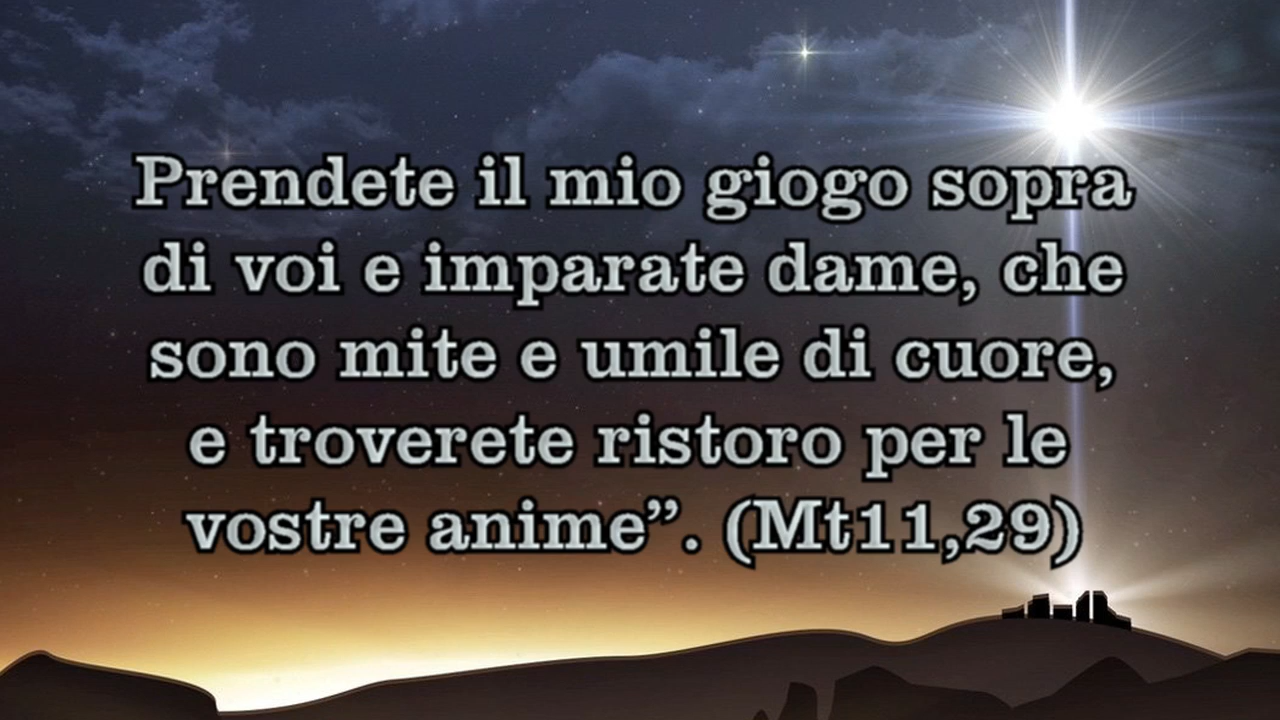 Prendete il mio giogo sopra
di voi e imparate dame, che
sono mite e umile di cuore,
e troverete ristoro per le
vostre anime”. (Mt11,29)